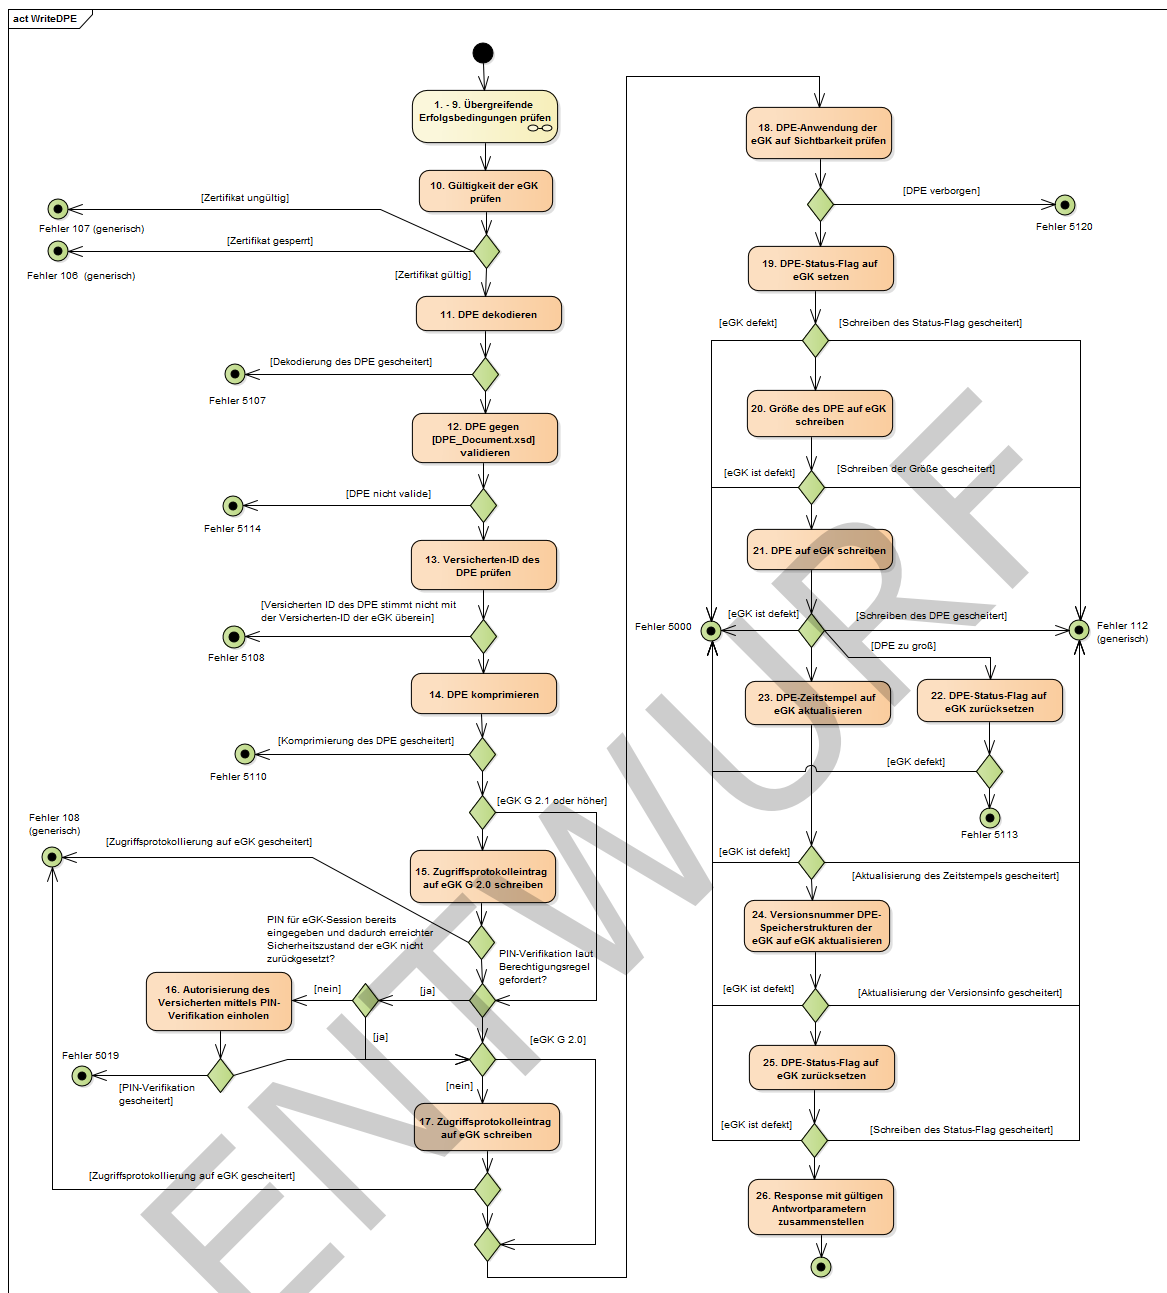 act WriteDPE
1. - 9. Übergreifende
Erfolgsbedingungen prüfen
10. Gültigkeit der eGK
prüfen
[Zertifikat ungültig]
Fehler 107 (generisch)
[Zertifikat gesperrt]
Fehler 106  (generisch)
[Zertifikat gültig]
11. DPE dekodieren
[Dekodierung des DPE gescheitert]
Fehler 5107
12. DPE gegen
[DPE_Document.xsd]
validieren
[DPE nicht valide]
Fehler 5114
13. Versicherten-ID des
DPE prüfen
[Versicherten ID des DPE stimmt nicht mit
der Versicherten-ID der eGK überein]
Fehler 5108
14. DPE komprimieren
[Komprimierung des DPE gescheitert]
Fehler 5110
[eGK G 2.1 oder höher]
Fehler 108
(generisch)
[Zugriffsprotokollierung auf eGK gescheitert]
15. Zugriffsprotokolleintrag
auf eGK G 2.0 schreiben
PIN für eGK-Session bereits
eingegeben und dadurch erreichter
Sicherheitszustand der eGK nicht
zurückgesetzt?
PIN-Verifikation laut
Berechtigungsregel
gefordert?
16. Autorisierung des
Versicherten mittels PIN-
Verifikation einholen
[nein]
[ja]
[ja]
[eGK G 2.0]
Fehler 5019
[PIN-Verifikation
gescheitert]
[nein]
17. Zugriffsprotokolleintrag
auf eGK schreiben
[Zugriffsprotokollierung auf eGK gescheitert]
18. DPE-Anwendung der
eGK auf Sichtbarkeit prüfen
[DPE verborgen]
Fehler 5120
19. DPE-Status-Flag auf
eGK setzen
[eGK defekt]
[Schreiben des Status-Flag gescheitert]
20. Größe des DPE auf eGK
schreiben
[eGK ist defekt]
[Schreiben der Größe gescheitert]
21. DPE auf eGK schreiben
[eGK ist defekt]
[Schreiben des DPE gescheitert]
Fehler 5000
Fehler 112
(generisch)
[DPE zu groß]
23. DPE-Zeitstempel auf
eGK aktualisieren
22. DPE-Status-Flag auf
eGK zurücksetzen
[eGK defekt]
Fehler 5113
[eGK ist defekt]
[Aktualisierung des Zeitstempels gescheitert]
24. Versionsnummer DPE-
Speicherstrukturen der
eGK auf eGK aktualisieren
[eGK ist defekt]
[Aktualisierung der Versionsinfo gescheitert]
25. DPE-Status-Flag auf
eGK zurücksetzen
[eGK ist defekt]
[Schreiben des Status-Flag gescheitert]
26. Response mit gültigen
Antwortparametern
zusammenstellen
ENTWURF